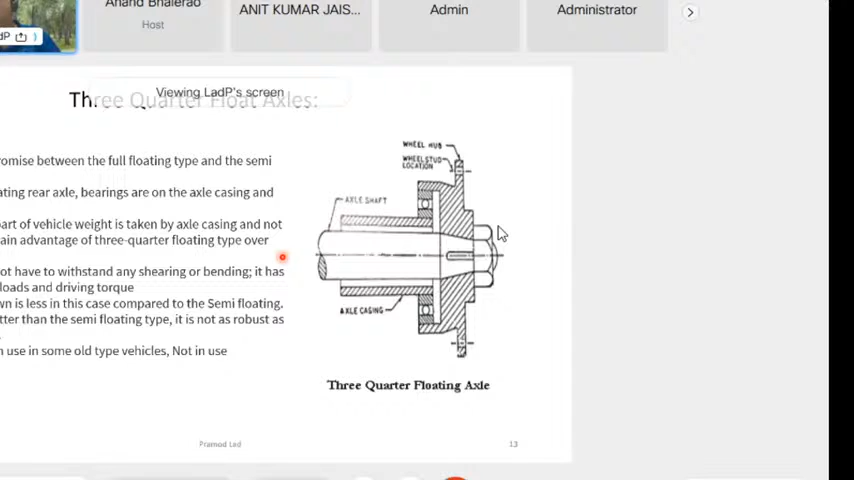 Anand Bhalerao
Host
ANIT KUMAR JAIS...
Admin
Administrator
dP
Viewing LadP's screen
Three Quarter Float Axles:
romise between the full floating type and the semi
ating rear axle, bearings are on the axle casing and
part of vehicle weight is taken by axle casing and not
ain advantage of three-quarter floating type over
ot have to withstand any shearing or bending; it has
loads and driving torque
wn is less in this case compared to the Semi floating.
tter than the semi floating type, it is not as robust as
.
n use in some old type vehicles, Not in use
WHEEL HUB
WHEEL STUD
LOCATION
AXLE SHAFT
AXLE CASING
Three Quarter Floating Axle
Pramod Lad
13